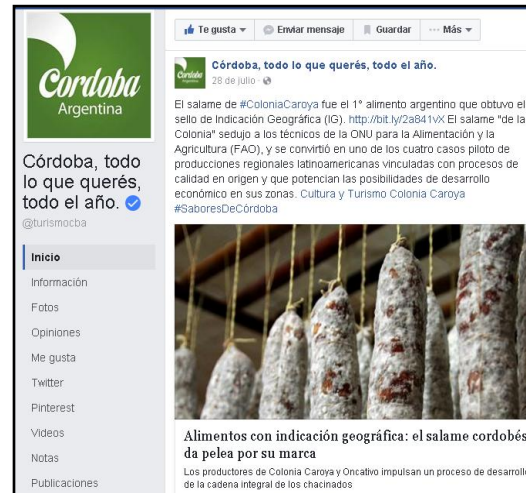 Cordoba
Argentina
Córdoba, todo
lo que querés,
todo el año.
@turismocba
Inicio
Información
Fotos
Opiniones
Me gusta
Twitter
Pinterest
Videos
Notas
Publicaciones
Te gusta
Enviar mensaje
Guardar
··· Más
Cordoba
Córdoba, todo lo que querés, todo el año.
28 de julio ·
El salame de #ColoniaCaroya fue el 1° alimento argentino que obtuvo el
sello de Indicación Geográfica (IG). http://bit.ly/2a841vX El salame "de la
Colonia" sedujo a los técnicos de la ONU para la Alimentación y la
Agricultura (FAO), y se convirtió en uno de los cuatro casos piloto de
producciones regionales latinoamericanas vinculadas con procesos de
calidad en origen y que potencian las posibilidades de desarrollo
económico en sus zonas. Cultura y Turismo Colonia Caroya
#SaboresDeCórdoba
Alimentos con indicación geográfica: el salame cordobés
da pelea por su marca
Los productores de Colonia Caroya y Oncativo impulsan un proceso de desarroll
de la cadena integral de los chacinados